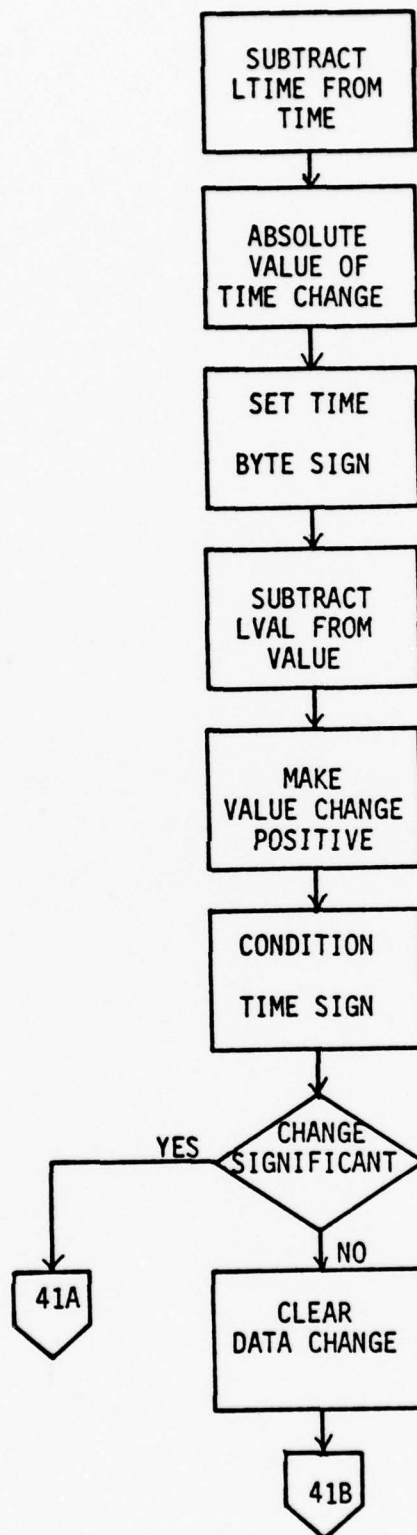 SUBTRACT
LTIME FROM
TIME
ABSOLUTE
VALUE OF
TIME CHANGE
SET TIME
BYTE SIGN
SUBTRACT
LVAL FROM
VALUE
MAKE
VALUE CHANGE
POSITIVE
CONDITION
TIME SIGN
CHANGE
SIGNIFICANT
YES
NO
41A
CLEAR
DATA CHANGE
41B